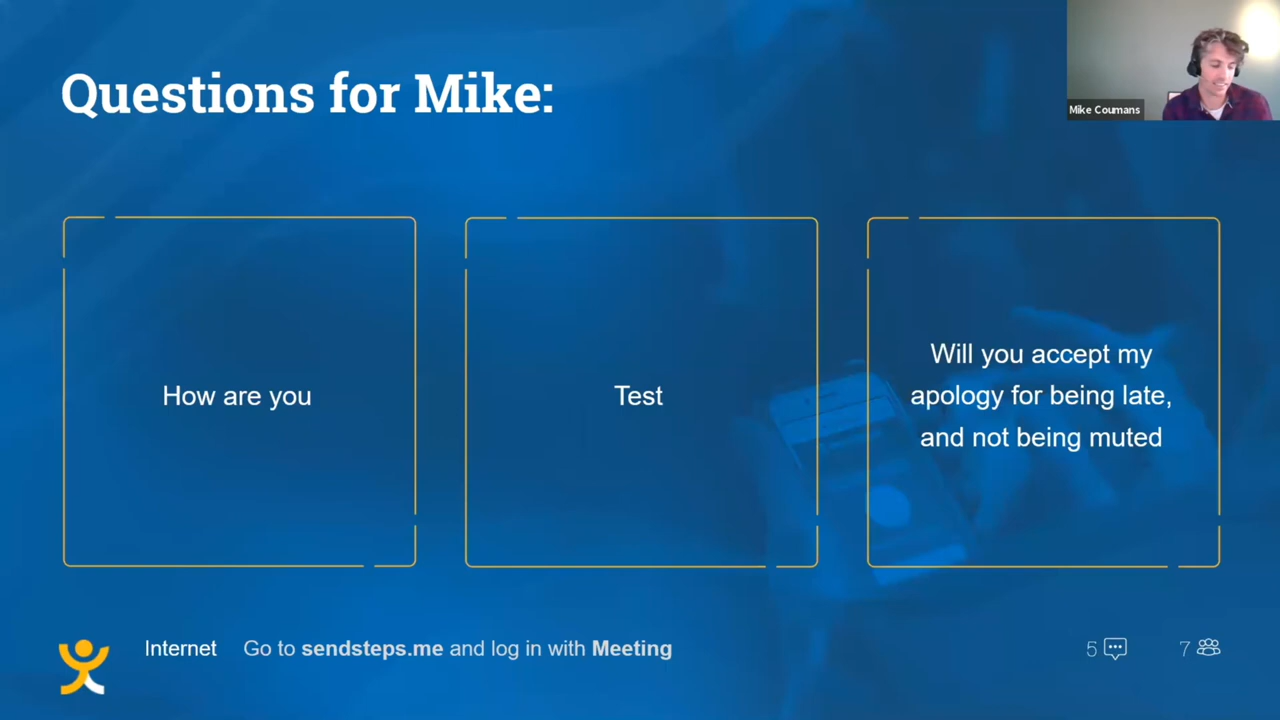 Questions for Mike:
Mike Coumans
How are you
Test
Will you accept my
apology for being late,
and not being muted
Internet Go to sendsteps.me and log in with Meeting
5
7